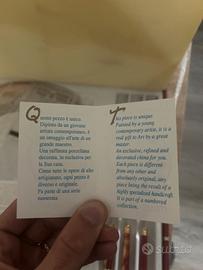 Questo pezzo è unico.
Dipinto da un giovane
artista contemporaneo, è
un omaggio all'arte di un
grande maestro.
Una raffinata porcellana
decorata, in esclusiva per
la Sua casa.
Come tutte le opere di alto
artigianato, ogni pezzo è
diverso e originale.
Fa parte di una serie
numerata.
This piece is unique.
Painted by a young
contemporary artist, it is a
real gift to Art by a great
master.
An exclusive, refined and
decorated china for you.
Each piece is different
from any other and
absolutely original, any
piece being the result of a
highly specialized handicraft.
It is part of a numbered
collection.
subito